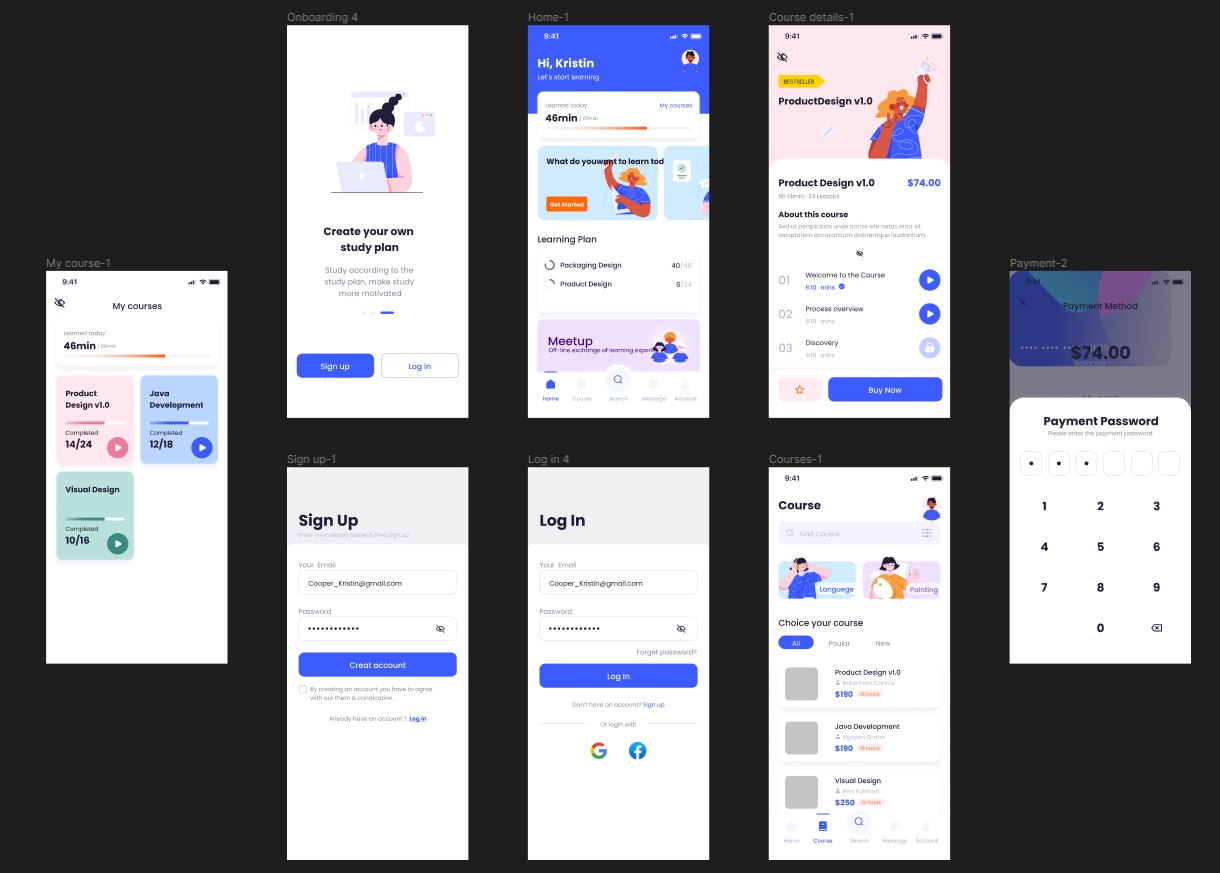 Onboarding 4
Create your own
study plan
Study according to the
study plan, make study
more motivated
Sign up
Log in
Home-1
9:41
Hi, Kristin
Let's start learning
Learned today
My courses
46min / 60min
What do youwant to learn tod
Get Started
Learning Plan
Packaging Design
40/48
Product Design
6/24
Meetup
Off-line exchange of learning experi
Home
Course
Search
Message
Account
Course details-1
9:41
BESTSELLER
ProductDesign v1.0
Product Design v1.0
$74.00
6h 14min · 24 Lessons
About this course
Sed ut perspiciatis unde omnis iste natus error sit
voluptatem accusantium doloremque laudantium,
01
Welcome to the Course
6:10 mins
02
Process overview
6:10 mins
03
Discovery
6:10 mins
Buy Now
My course-1
9:41
My courses
Learned today
46min / 60min
Product
Design v1.0
Completed
14/24
Java
Development
Completed
12/18
Visual Design
Completed
10/16
Payment-2
9:41
Payment Method
$74.00
Balance
Payment Password
Please enter the payment password
1
2
3
4
5
6
7
8
9
0
Sign up-1
Sign Up
Enter your details below & free sign up
Your Email
Cooper_Kristin@gmail.com
Password
Creat account
By creating an account you have to agree
with our them & condication.
Already have an account ? Log in
Log in 4
Log In
Your Email
Cooper_Kristin@gmail.com
Password
Forget password?
Log In
Don't have an account? Sign up
Or login with
Courses-1
9:41
Course
Find Cousre
Languege
Painting
Choice your course
All
Poular
New
Product Design v1.0
Robertson Connie
$190
16 hours
Java Development
Nguyen Shane
$190
16 hours
Visual Design
Bert Pullman
$250
14 hours
Home
Course
Search
Message
Account